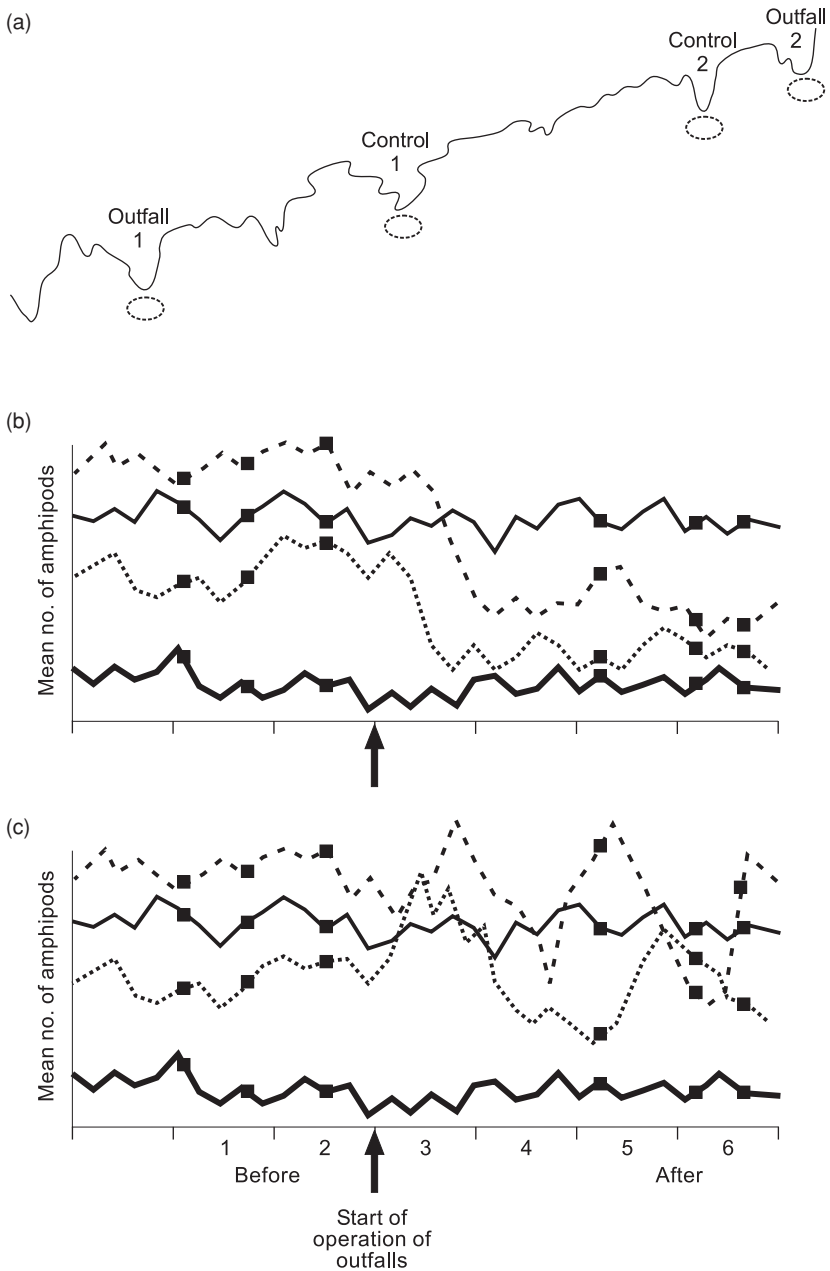 (a)
Outfall
1
Control
1
Control
2
Outfall
2
(b)
Mean no. of amphipods
(c)
Mean no. of amphipods
1 2 3 4 5 6
Before After
Start of
operation of
outfalls